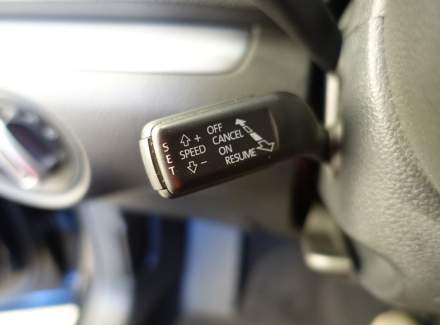 SET
+
SPEED
-
OFF
CANCEL
ON
RESUME